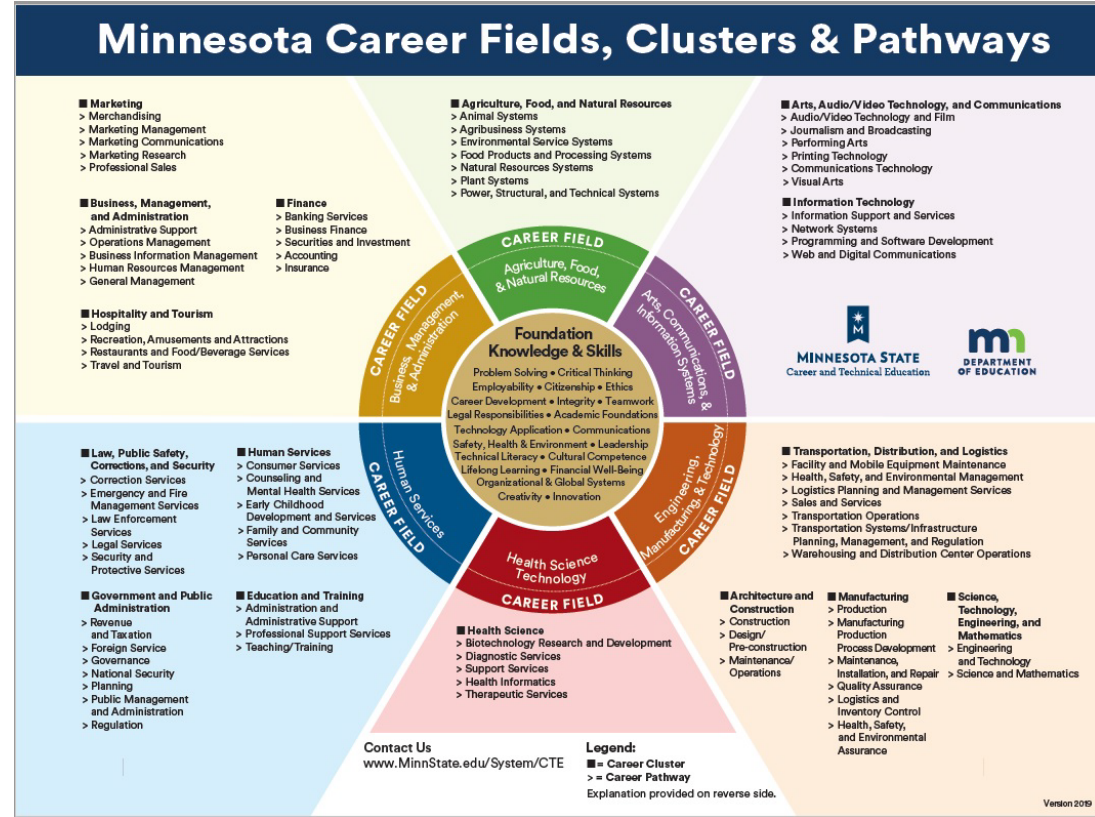 Minnesota Career Fields, Clusters & Pathways
■ Marketing
> Merchandising
> Marketing Management
> Marketing Communications
> Marketing Research
> Professional Sales
■ Business, Management,
and Administration
> Administrative Support
> Operations Management
> Business Information Management
> Human Resources Management
> General Management
■ Finance
> Banking Services
> Business Finance
> Securities and Investment
> Accounting
> Insurance
■ Hospitality and Tourism
> Lodging
> Recreation, Amusements and Attractions
> Restaurants and Food/Beverage Services
> Travel and Tourism
■ Agriculture, Food, and Natural Resources
> Animal Systems
> Agribusiness Systems
> Environmental Service Systems
> Food Products and Processing Systems
> Natural Resources Systems
> Plant Systems
> Power, Structural, and Technical Systems
■ Arts, Audio/Video Technology, and Communications
> Audio/Video Technology and Film
> Journalism and Broadcasting
> Performing Arts
> Printing Technology
> Communications Technology
> Visual Arts
■ Information Technology
> Information Support and Services
> Network Systems
> Programming and Software Development
> Web and Digital Communications
M
MINNESOTA STATE
Career and Technical Education
mn
DEPARTMENT
OF EDUCATION
CAREER FIELD
Agriculture, Food,
& Natural Resources
CAREER FIELD
Arts, Communications, &
Information Systems
CAREER FIELD
Business, Management,
& Administration
Foundation
Knowledge & Skills
Problem Solving • Critical Thinking
Employability • Citizenship • Ethics
Career Development • Integrity • Teamwork
Legal Responsibilities • Academic Foundations
Technology Application • Communications
Safety, Health & Environment • Leadership
Technical Literacy • Cultural Competence
Lifelong Learning • Financial Well-Being
Organizational & Global Systems
Creativity • Innovation
Human Services
CAREER FIELD
Engineering,
Manufacturing, & Technology
CAREER FIELD
Health Science
Technology
CAREER FIELD
■ Law, Public Safety,
Corrections, and Security
> Correction Services
> Emergency and Fire
Management Services
> Law Enforcement
Services
> Legal Services
> Security and
Protective Services
■ Human Services
> Consumer Services
> Counseling and
Mental Health Services
> Early Childhood
Development and Services
> Family and Community
Services
> Personal Care Services
■ Government and Public
Administration
> Revenue
and Taxation
> Foreign Service
> Governance
> National Security
> Planning
> Public Management
and Administration
> Regulation
■ Education and Training
> Administration and
Administrative Support
> Professional Support Services
> Teaching/Training
■ Health Science
> Biotechnology Research and Development
> Diagnostic Services
> Support Services
> Health Informatics
> Therapeutic Services
■ Transportation, Distribution, and Logistics
> Facility and Mobile Equipment Maintenance
> Health, Safety, and Environmental Management
> Logistics Planning and Management Services
> Sales and Services
> Transportation Operations
> Transportation Systems/Infrastructure
Planning, Management, and Regulation
> Warehousing and Distribution Center Operations
■ Architecture and
Construction
> Construction
> Design/
Pre-construction
> Maintenance/
Operations
■ Manufacturing
> Production
> Manufacturing
Production
Process Development
> Maintenance,
Installation, and Repair
> Quality Assurance
> Logistics and
Inventory Control
> Health, Safety,
and Environmental
Assurance
■ Science,
Technology,
Engineering, and
Mathematics
> Engineering
and Technology
> Science and Mathematics
Contact Us
www.MinnState.edu/System/CTE
Legend:
■ = Career Cluster
> = Career Pathway
Explanation provided on reverse side.
Version 2019